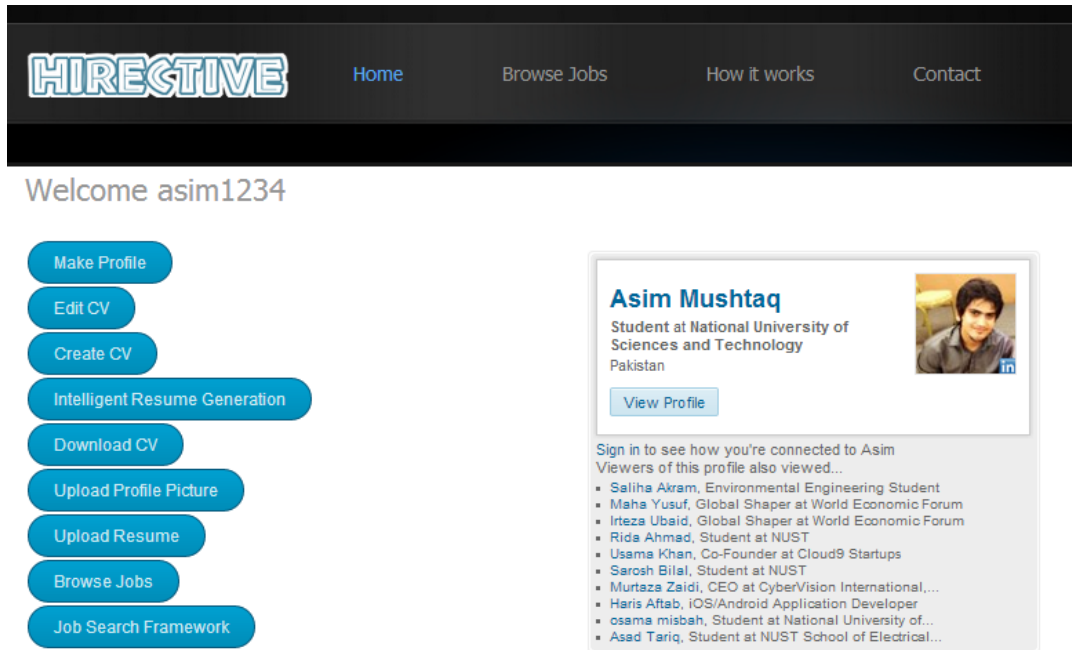 HIRECTIVE Home Browse Jobs How it works Contact
Welcome asim1234
Make Profile
Edit CV
Create CV
Intelligent Resume Generation
Download CV
Upload Profile Picture
Upload Resume
Browse Jobs
Job Search Framework
Asim Mushtaq
Student at National University of
Sciences and Technology
Pakistan
in
View Profile
Sign in to see how you're connected to Asim
Viewers of this profile also viewed...
Saliha Akram, Environmental Engineering Student
Maha Yusuf, Global Shaper at World Economic Forum
Irteza Ubaid, Global Shaper at World Economic Forum
Rida Ahmad, Student at NUST
Usama Khan, Co-Founder at Cloud9 Startups
Sarosh Bilal, Student at NUST
Murtaza Zaidi, CEO at CyberVision International,...
Haris Aftab, iOS/Android Application Developer
osama misbah, Student at National University of...
Asad Tariq, Student at NUST School of Electrical...